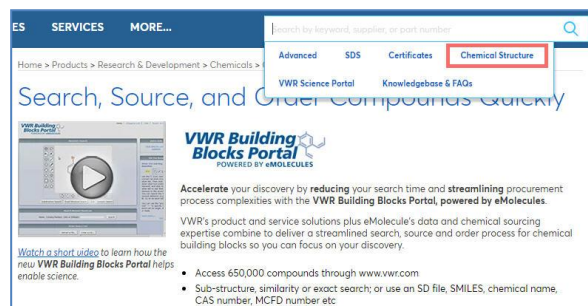 ES SERVICES MORE...
Search by keyword, supplier, or part number
Advanced SDS Certificates Chemical Structure
VWR Science Portal Knowledgebase & FAQs
Home > Products > Research & Development > Chemicals >
Search, Source, and Order Compounds Quickly
VWR Building Blocks Portal
VWR Building
Blocks Portal
POWERED BY eMOLECULES
Accelerate your discovery by reducing your search time and streamlining procurement
process complexities with the VWR Building Blocks Portal, powered by eMolecules.
VWR's product and service solutions plus eMolecule's data and chemical sourcing
expertise combine to deliver a streamlined search, source and order process for chemical
building blocks so you can focus on your discovery.
Watch a short video to learn how the
new VWR Building Blocks Portal helps
enable science.
• Access 650,000 compounds through www.vwr.com
• Sub-structure, similarity or exact search; or use an SD file, SMILES, chemical name,
CAS number, MCFD number etc